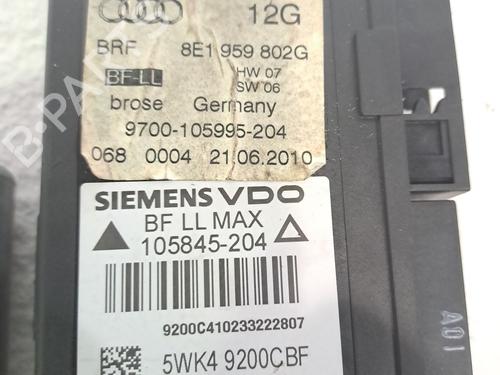 12G
BRF 8E1 959 802G
BF-LL HW 07
SW 06
brose Germany
9700-105995-204
068 0004 21.06.2010
SIEMENS VDO
BF LL MAX
105845-204
9200C410233222807
5WK4 9200CBF
A01
B-PARTS